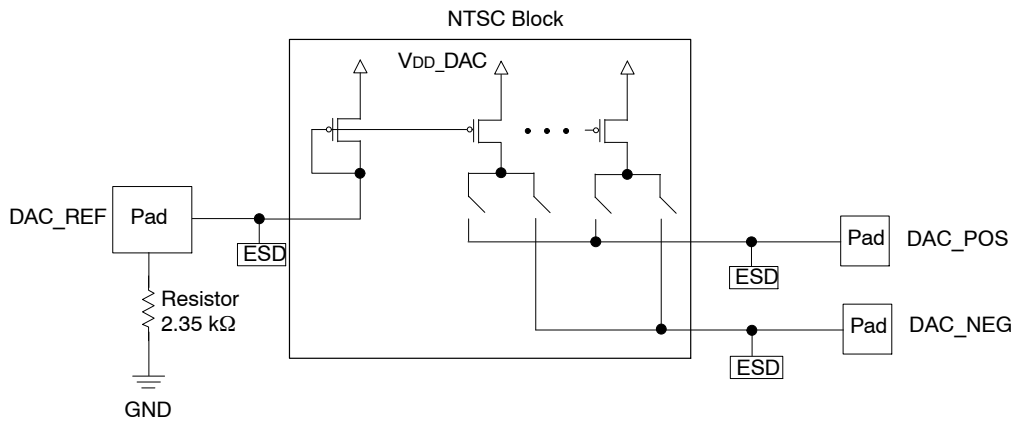 NTSC Block
VDD_DAC
DAC_REF
Pad
ESD
Resistor
2.35 kΩ
GND
Pad
DAC_POS
ESD
Pad
DAC_NEG
ESD